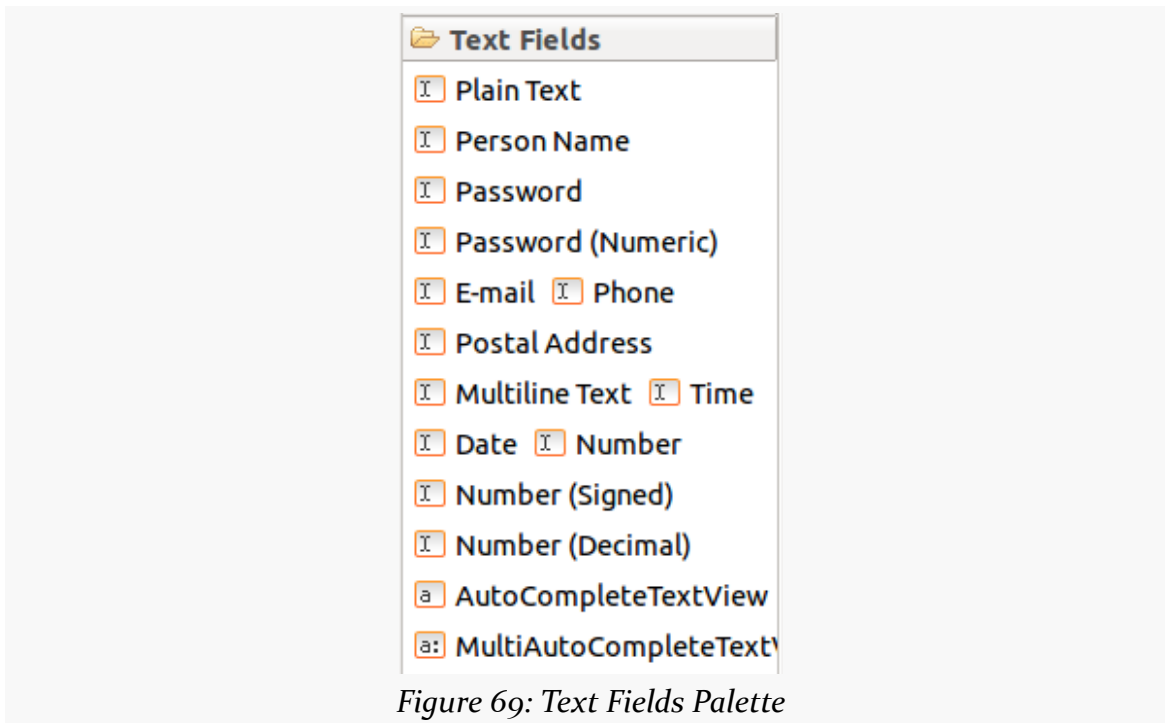 Text Fields
Plain Text
Person Name
Password
Password (Numeric)
E-mail Phone
Postal Address
Multiline Text Time
Date Number
Number (Signed)
Number (Decimal)
a AutoCompleteTextView
a: MultiAutoCompleteText
Figure 69: Text Fields Palette